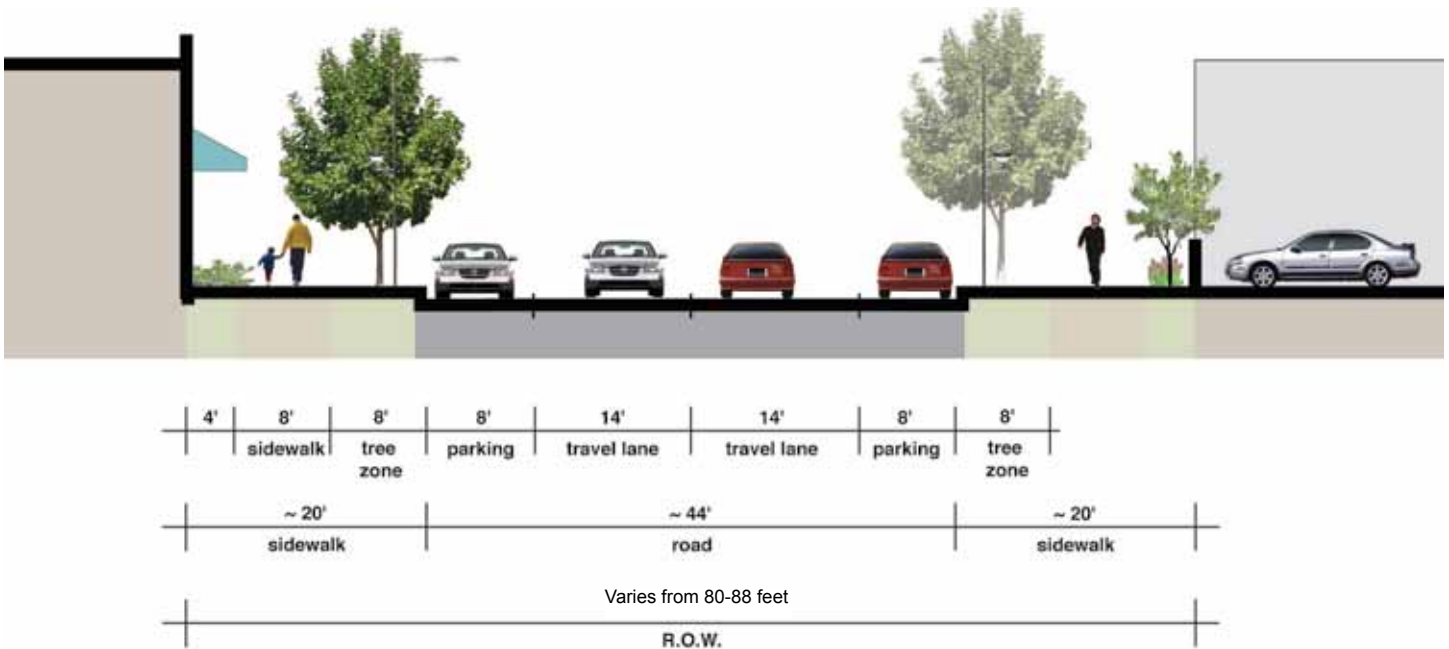 4' 8' 8' 8' 14' 14' 8' 8'
sidewalk tree zone parking travel lane travel lane parking tree zone
~ 20' ~ 44' ~ 20'
sidewalk road sidewalk
Varies from 80-88 feet
R.O.W.